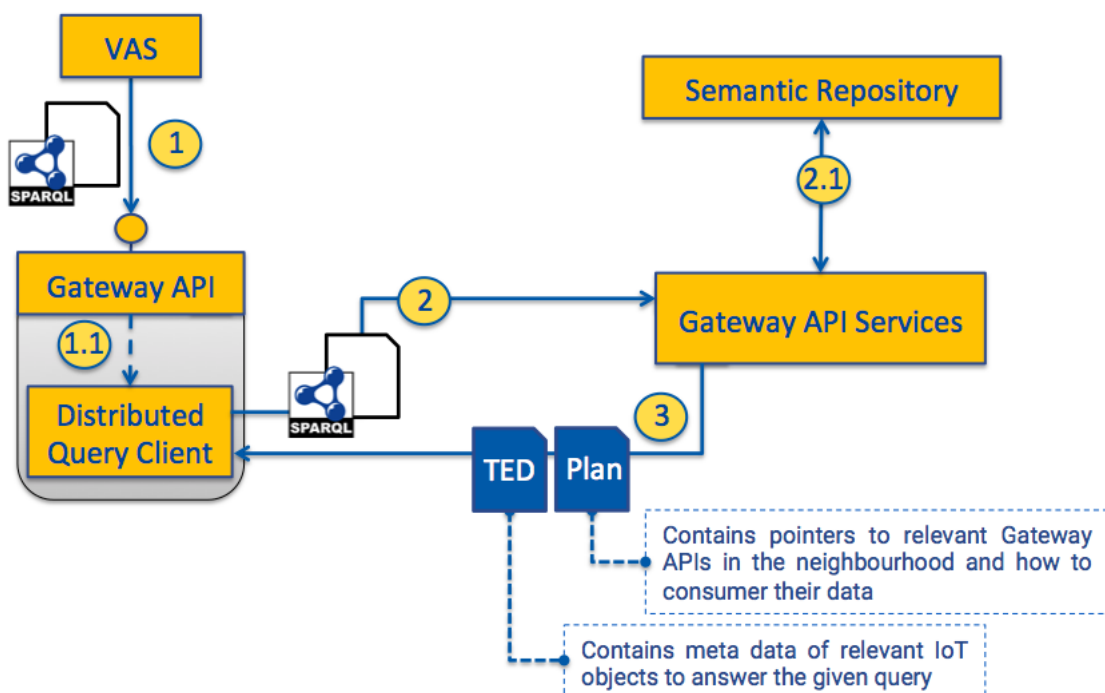 VAS
Semantic Repository
1
SPARQL
2.1
Gateway API
2
1.1
Gateway API Services
SPARQL
Distributed
Query Client
3
TED
Plan
Contains pointers to relevant Gateway
APIs in the neighbourhood and how to
consumer their data
Contains meta data of relevant IoT
objects to answer the given query